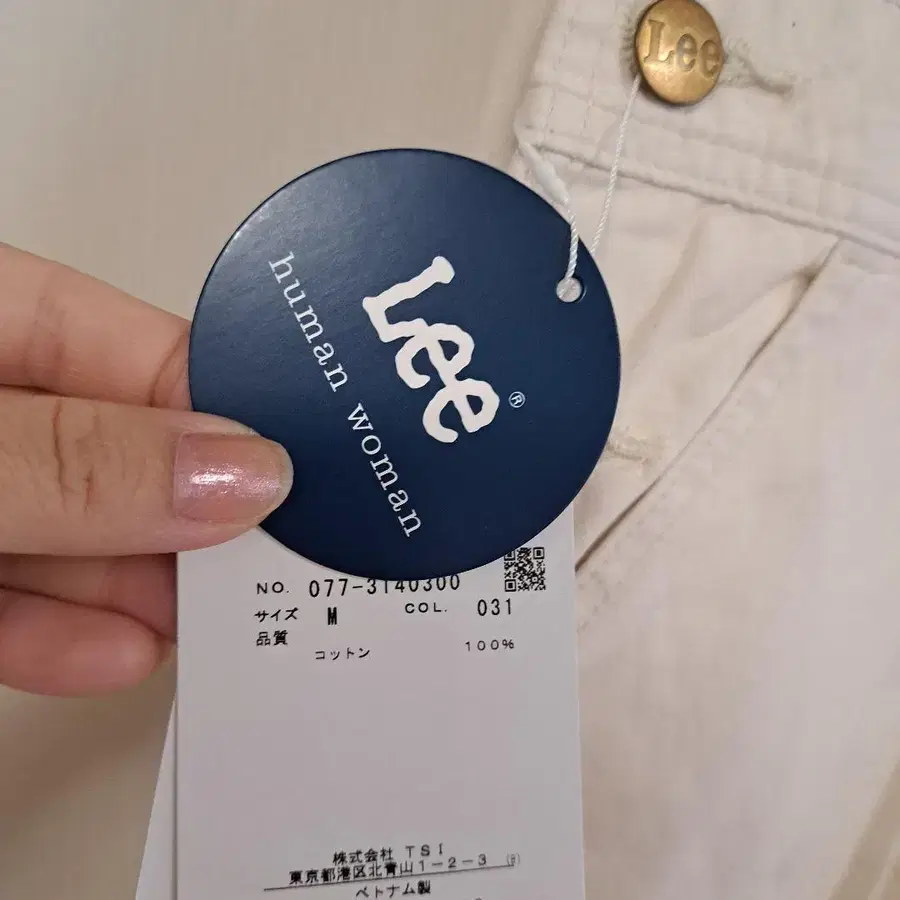 Lee
Lee ®
human woman
NO. 077-3140300
サイズ M COL. 031
品質
コットン 100%
株式会社 TSI
東京都港区北青山1-2-3
ベトナム製